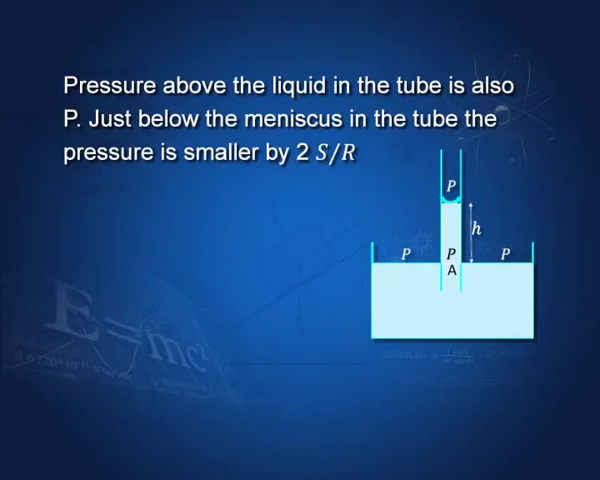 Pressure above the liquid in the tube is also
P. Just below the meniscus in the tube the
pressure is smaller by 2 S/R
P
h
P P P
A
E=mc²